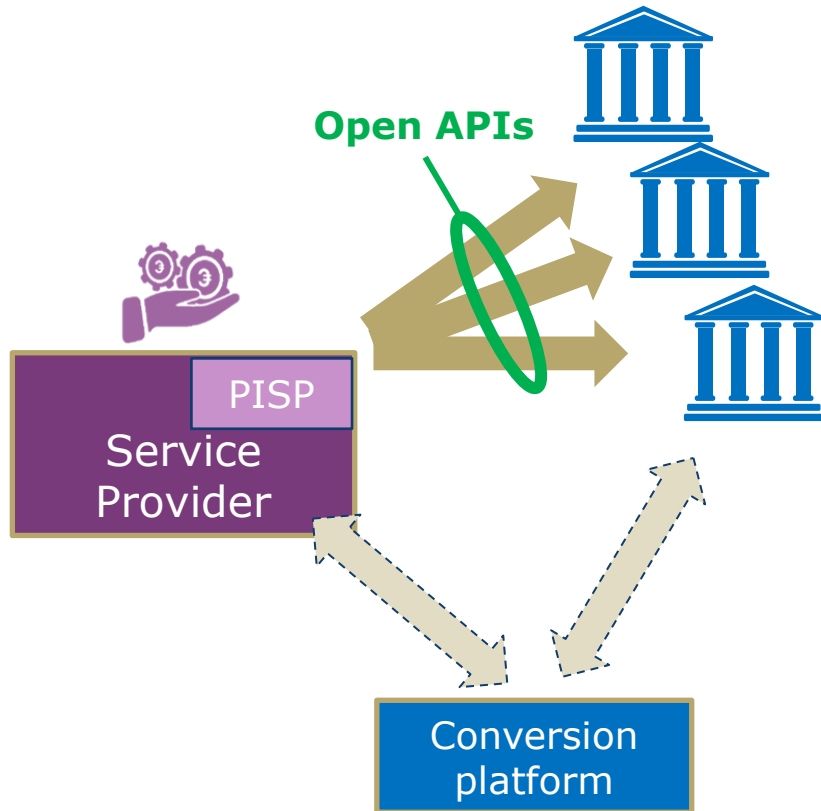 Open APIs
PISP
Service
Provider
Conversion
platform